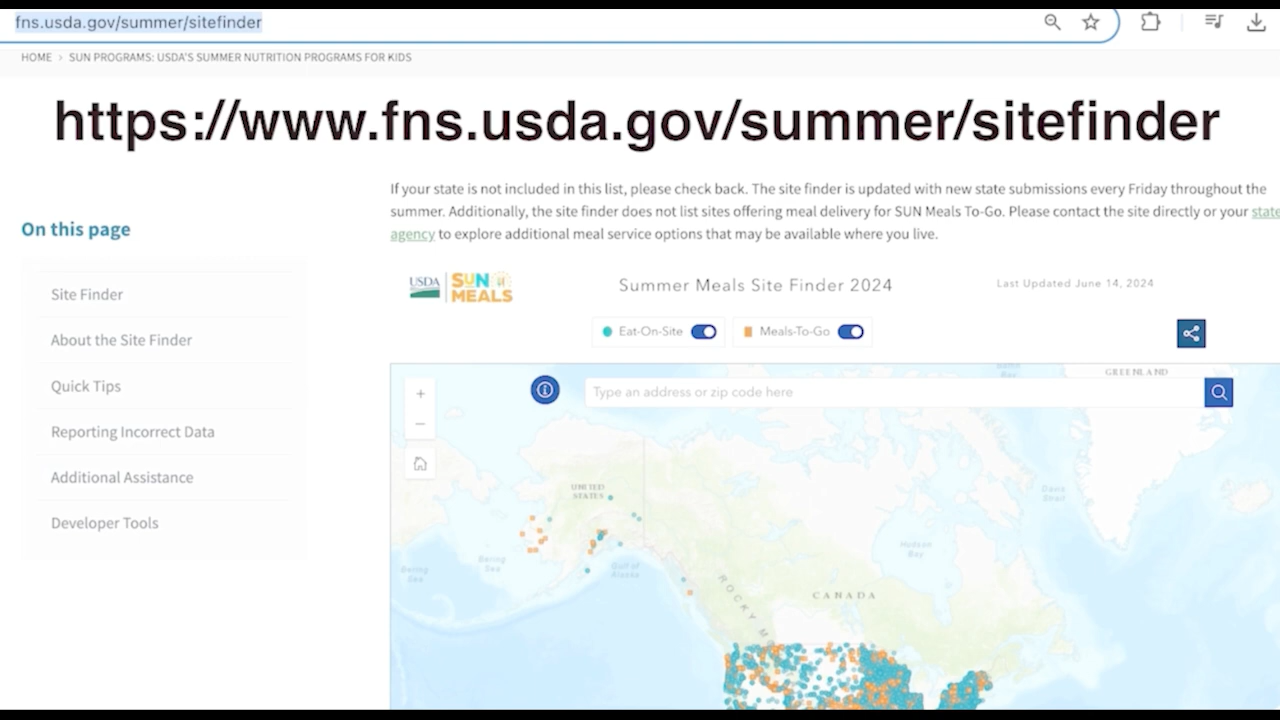 fns.usda.gov/summer/sitefinder
HOME › SUN PROGRAMS: USDA'S SUMMER NUTRITION PROGRAMS FOR KIDS
https://www.fns.usda.gov/summer/sitefinder
If your state is not included in this list, please check back. The site finder is updated with new state submissions every Friday throughout the
summer. Additionally, the site finder does not list sites offering meal delivery for SUN Meals To-Go. Please contact the site directly or your state
agency to explore additional meal service options that may be available where you live.
On this page
Site Finder
About the Site Finder
Quick Tips
Reporting Incorrect Data
Additional Assistance
Developer Tools
USDA
SUN
MEALS
Summer Meals Site Finder 2024
Last Updated June 14, 2024
Eat-On-Site
Meals-To-Go
Type an address or zip code here
GREENLAND
UNITED
STATES
Davis
Strait
Hudson
Bay
Bering
Sea
Bering
Sea
Gulf of
Alaska
CANADA
ROCKY M